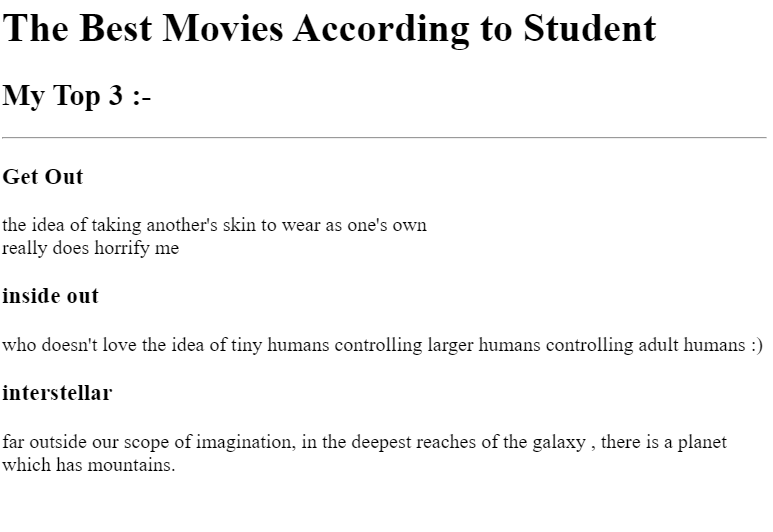 The Best Movies According to Student
My Top 3 :-
Get Out
the idea of taking another's skin to wear as one's own
really does horrify me
inside out
who doesn't love the idea of tiny humans controlling larger humans controlling adult humans :)
interstellar
far outside our scope of imagination, in the deepest reaches of the galaxy , there is a planet
which has mountains.